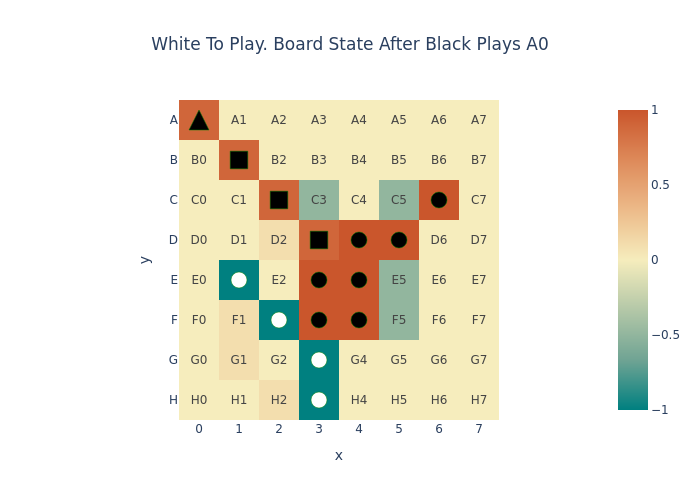 White To Play. Board State After Black Plays A0
A A1 A2 A3 A4 A5 A6 A7
B B0 B2 B3 B4 B5 B6 B7
C C0 C1 C3 C4 C5 C7
D D0 D1 D2 D6 D7
E E0 E2 E5 E6 E7
F F0 F1 F5 F6 F7
G G0 G1 G2 G4 G5 G6 G7
H H0 H1 H2 H4 H5 H6 H7
0 1 2 3 4 5 6 7
x
y
1
0.5
0
−0.5
−1